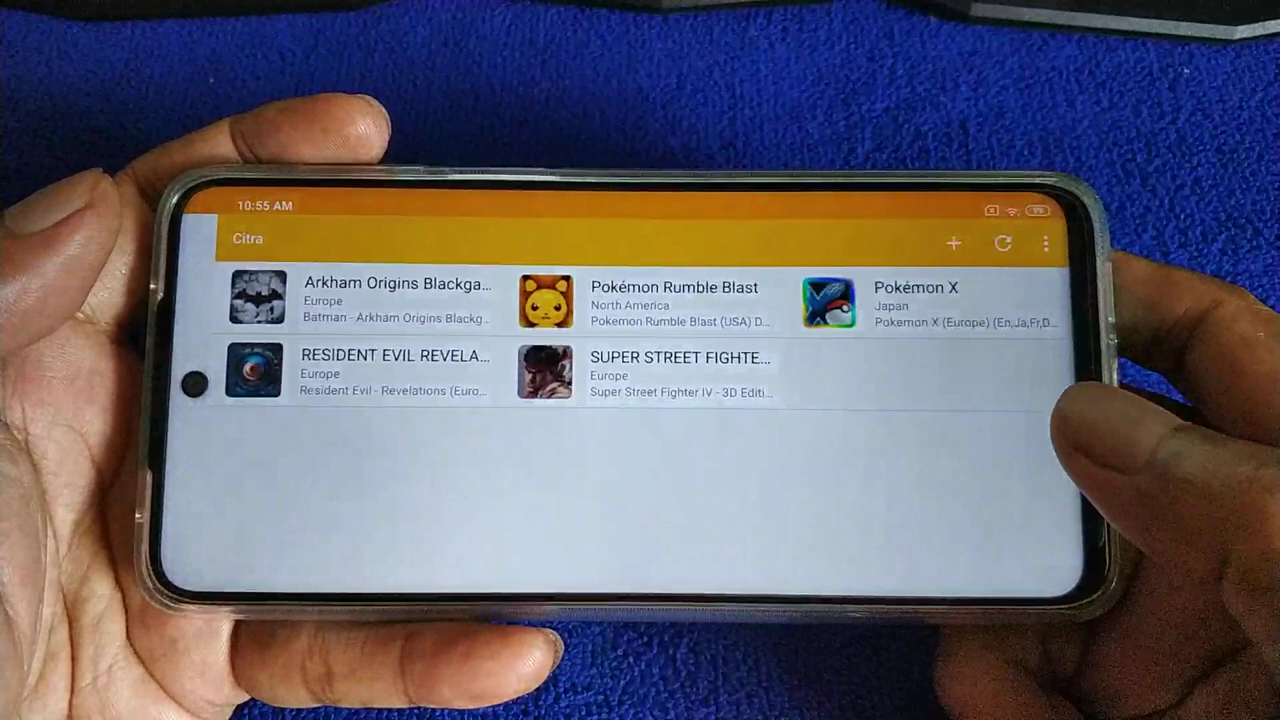 10:55 AM
Citra
Arkham Origins Blackga...
Europe
Batman - Arkham Origins Blackg...
Pokémon Rumble Blast
North America
Pokemon Rumble Blast (USA) D...
Pokémon X
Japan
Pokemon X (Europe) (En,Ja,Fr,D...
RESIDENT EVIL REVELA...
Europe
Resident Evil - Revelations (Euro...
SUPER STREET FIGHTE...
Europe
Super Street Fighter IV - 3D Editi...